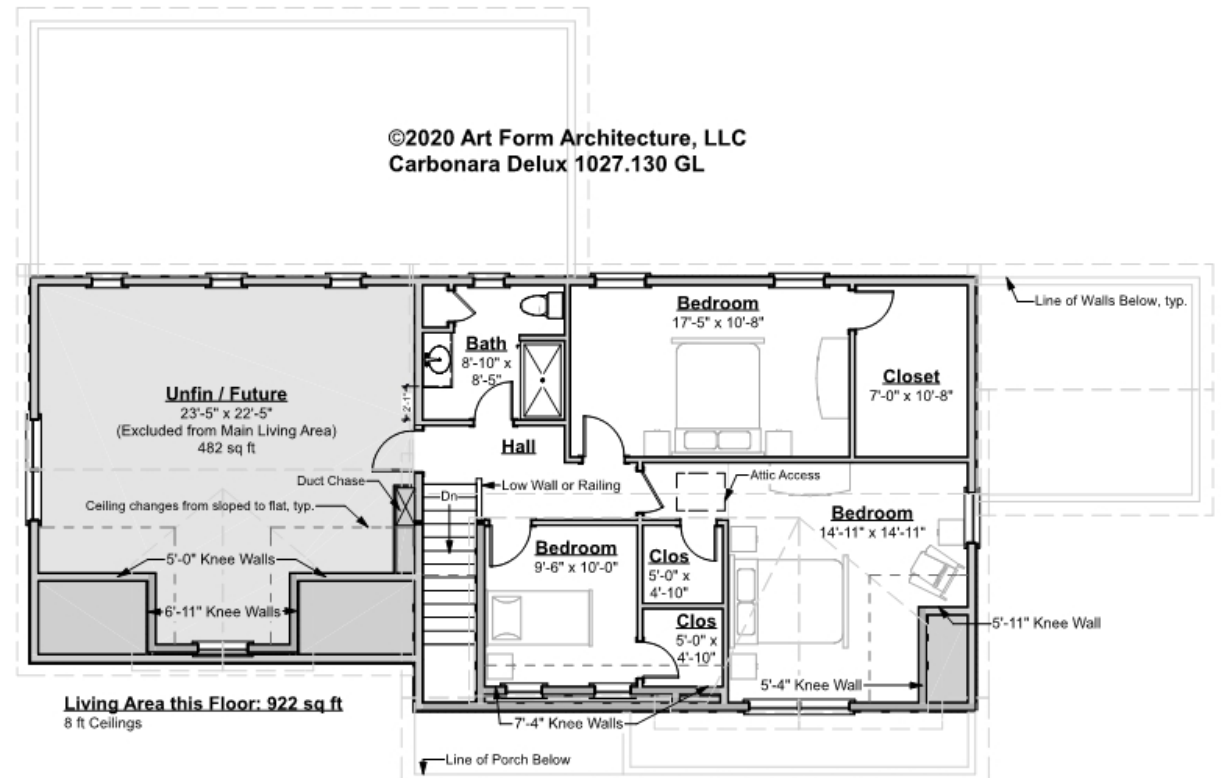 ©2020 Art Form Architecture, LLC
Carbonara Delux 1027.130 GL
Line of Walls Below, typ.
Bedroom
17'-5" x 10'-8"
Bath
8'-10" x
8'-5"
Closet
7'-0" x 10'-8"
Unfin / Future
23'-5" x 22'-5"
(Excluded from Main Living Area)
482 sq ft
2'-1"
Hall
Duct Chase
Low Wall or Railing
Attic Access
Dn
Ceiling changes from sloped to flat, typ.
Bedroom
14'-11" x 14'-11"
Bedroom
9'-6" x 10'-0"
Clos
5'-0" x
4'-10"
5'-0" Knee Walls
6'-11" Knee Walls
Clos
5'-0" x
4'-10"
5'-11" Knee Wall
5'-4" Knee Wall
Living Area this Floor: 922 sq ft
8 ft Ceilings
7'-4" Knee Walls
Line of Porch Below